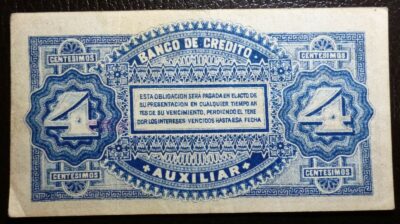 BANCO DE CREDITO
CENTESIMOS
CENTESIMOS
ESTA OBLIGACION SERA PAGADA EN EL ACTO DE
SU PRESENTACION EN CUALQUIER TIEMPO AN
TES DE SU VENCIMIENTO, PERDIENDO EL TENE
DOR LOS INTERESES VENCIDOS HASTA ESA FECHA
4
4
CENTESIMOS
CENTESIMOS
AUXILIAR